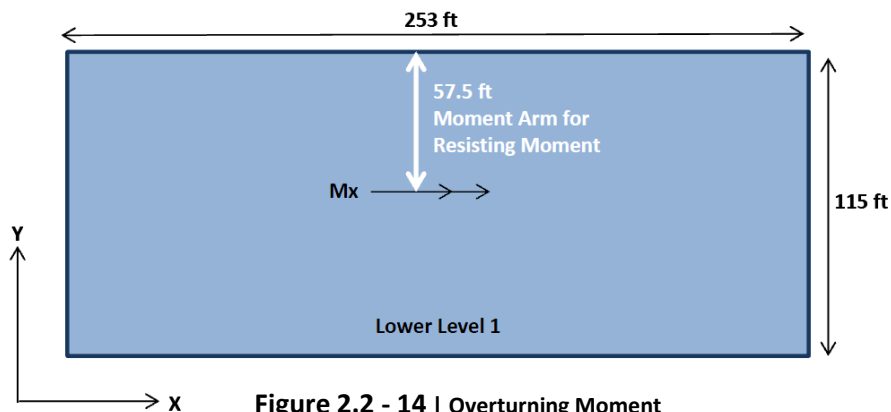 253 ft
57.5 ft
Moment Arm for
Resisting Moment
Mx
115 ft
Y
Lower Level 1
X
Figure 2.2 - 14 | Overturning Moment